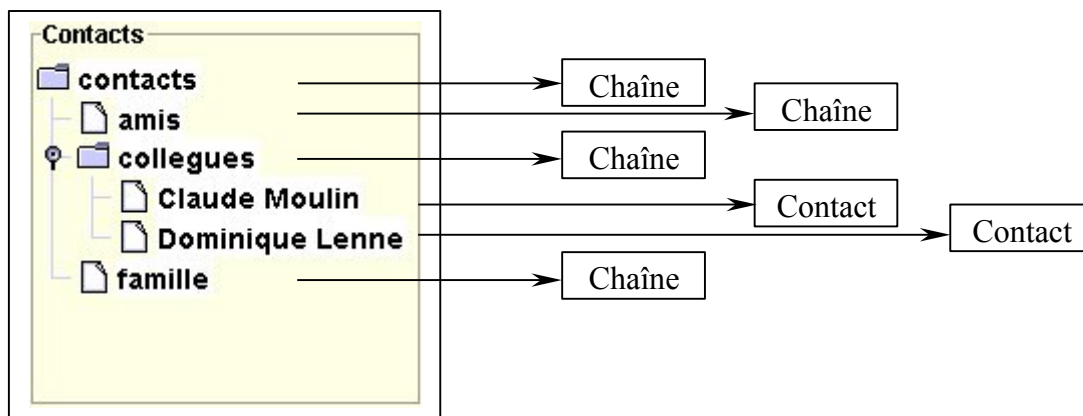 Contacts
contacts
Chaîne
amis
Chaîne
collegues
Chaîne
Claude Moulin
Contact
Dominique Lenne
Contact
famille
Chaîne